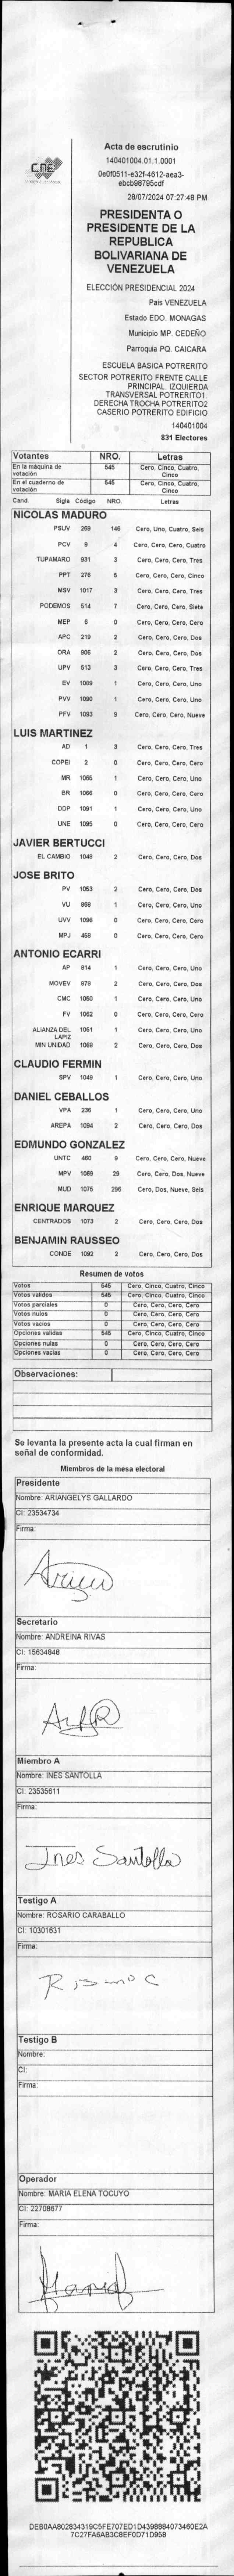 CNE
Acta de escrutinio
140401004.01.1.0001
0e0f0511-e32f-4612-aea3-
ebcb98795cdf
28/07/2024 07:27:48 PM
PRESIDENTA O
PRESIDENTE DE LA
REPUBLICA
BOLIVARIANA DE
VENEZUELA
ELECCIÓN PRESIDENCIAL 2024
Pais VENEZUELA
Estado EDO. MONAGAS
Municipio MP. CEDEÑO
Parroquia PQ. CAICARA
ESCUELA BASICA POTRERITO
SECTOR POTRERITO FRENTE CALLE
PRINCIPAL. IZQUIERDA
TRANSVERSAL POTRERITO1.
DERECHA TROCHA POTRERITO2
CASERIO POTRERITO EDIFICIO
140401004
831 Electores
Votantes NRO. Letras
En la máquina de votación 545 Cero, Cinco, Cuatro, Cinco
En el cuaderno de votación 545 Cero, Cinco, Cuatro, Cinco
Cand. Sigla Código NRO. Letras
NICOLAS MADURO
PSUV 269 146 Cero, Uno, Cuatro, Seis
PCV 9 4 Cero, Cero, Cero, Cuatro
TUPAMARO 931 3 Cero, Cero, Cero, Tres
PPT 276 5 Cero, Cero, Cero, Cinco
MSV 1017 3 Cero, Cero, Cero, Tres
PODEMOS 514 7 Cero, Cero, Cero, Siete
MEP 6 0 Cero, Cero, Cero, Cero
APC 219 2 Cero, Cero, Cero, Dos
ORA 906 2 Cero, Cero, Cero, Dos
UPV 513 3 Cero, Cero, Cero, Tres
EV 1089 1 Cero, Cero, Cero, Uno
PVV 1090 1 Cero, Cero, Cero, Uno
PFV 1093 9 Cero, Cero, Cero, Nueve
LUIS MARTINEZ
AD 1 3 Cero, Cero, Cero, Tres
COPEI 2 0 Cero, Cero, Cero, Cero
MR 1065 1 Cero, Cero, Cero, Uno
BR 1066 0 Cero, Cero, Cero, Cero
DDP 1091 1 Cero, Cero, Cero, Uno
UNE 1095 0 Cero, Cero, Cero, Cero
JAVIER BERTUCCI
EL CAMBIO 1048 2 Cero, Cero, Cero, Dos
JOSE BRITO
PV 1053 2 Cero, Cero, Cero, Dos
VU 868 1 Cero, Cero, Cero, Uno
UVV 1096 0 Cero, Cero, Cero, Cero
MPJ 458 0 Cero, Cero, Cero, Cero
ANTONIO ECARRI
AP 814 1 Cero, Cero, Cero, Uno
MOVEV 878 2 Cero, Cero, Cero, Dos
CMC 1050 1 Cero, Cero, Cero, Uno
FV 1062 0 Cero, Cero, Cero, Cero
ALIANZA DEL LAPIZ 1051 1 Cero, Cero, Cero, Uno
MIN UNIDAD 1068 2 Cero, Cero, Cero, Dos
CLAUDIO FERMIN
SPV 1049 1 Cero, Cero, Cero, Uno
DANIEL CEBALLOS
VPA 236 1 Cero, Cero, Cero, Uno
AREPA 1094 2 Cero, Cero, Cero, Dos
EDMUNDO GONZALEZ
UNTC 460 9 Cero, Cero, Cero, Nueve
MPV 1069 29 Cero, Cero, Dos, Nueve
MUD 1075 296 Cero, Dos, Nueve, Seis
ENRIQUE MARQUEZ
CENTRADOS 1073 2 Cero, Cero, Cero, Dos
BENJAMIN RAUSSEO
CONDE 1092 2 Cero, Cero, Cero, Dos
Resumen de votos
Votos 545 Cero, Cinco, Cuatro, Cinco
Votos validos 545 Cero, Cinco, Cuatro, Cinco
Votos parciales 0 Cero, Cero, Cero, Cero
Votos nulos 0 Cero, Cero, Cero, Cero
Votos vacios 0 Cero, Cero, Cero, Cero
Opciones validas 545 Cero, Cinco, Cuatro, Cinco
Opciones nulas 0 Cero, Cero, Cero, Cero
Opciones vacias 0 Cero, Cero, Cero, Cero
Observaciones:
Se levanta la presente acta la cual firman en
señal de conformidad.
Miembros de la mesa electoral
Presidente
Nombre: ARIANGELYS GALLARDO
CI: 23534734
Firma:
Secretario
Nombre: ANDREINA RIVAS
CI: 15634848
Firma:
Miembro A
Nombre: INES SANTOLLA
CI: 23535611
Firma:
Ines Santolla
Testigo A
Nombre: ROSARIO CARABALLO
CI: 10301631
Firma:
Testigo B
Nombre:
CI:
Firma:
Operador
Nombre: MARIA ELENA TOCUYO
CI: 22708677
Firma:
DEB0AA802834319C5FE707ED1D4398884073460E2A
7C27FA6AB3C8EF0D71D958